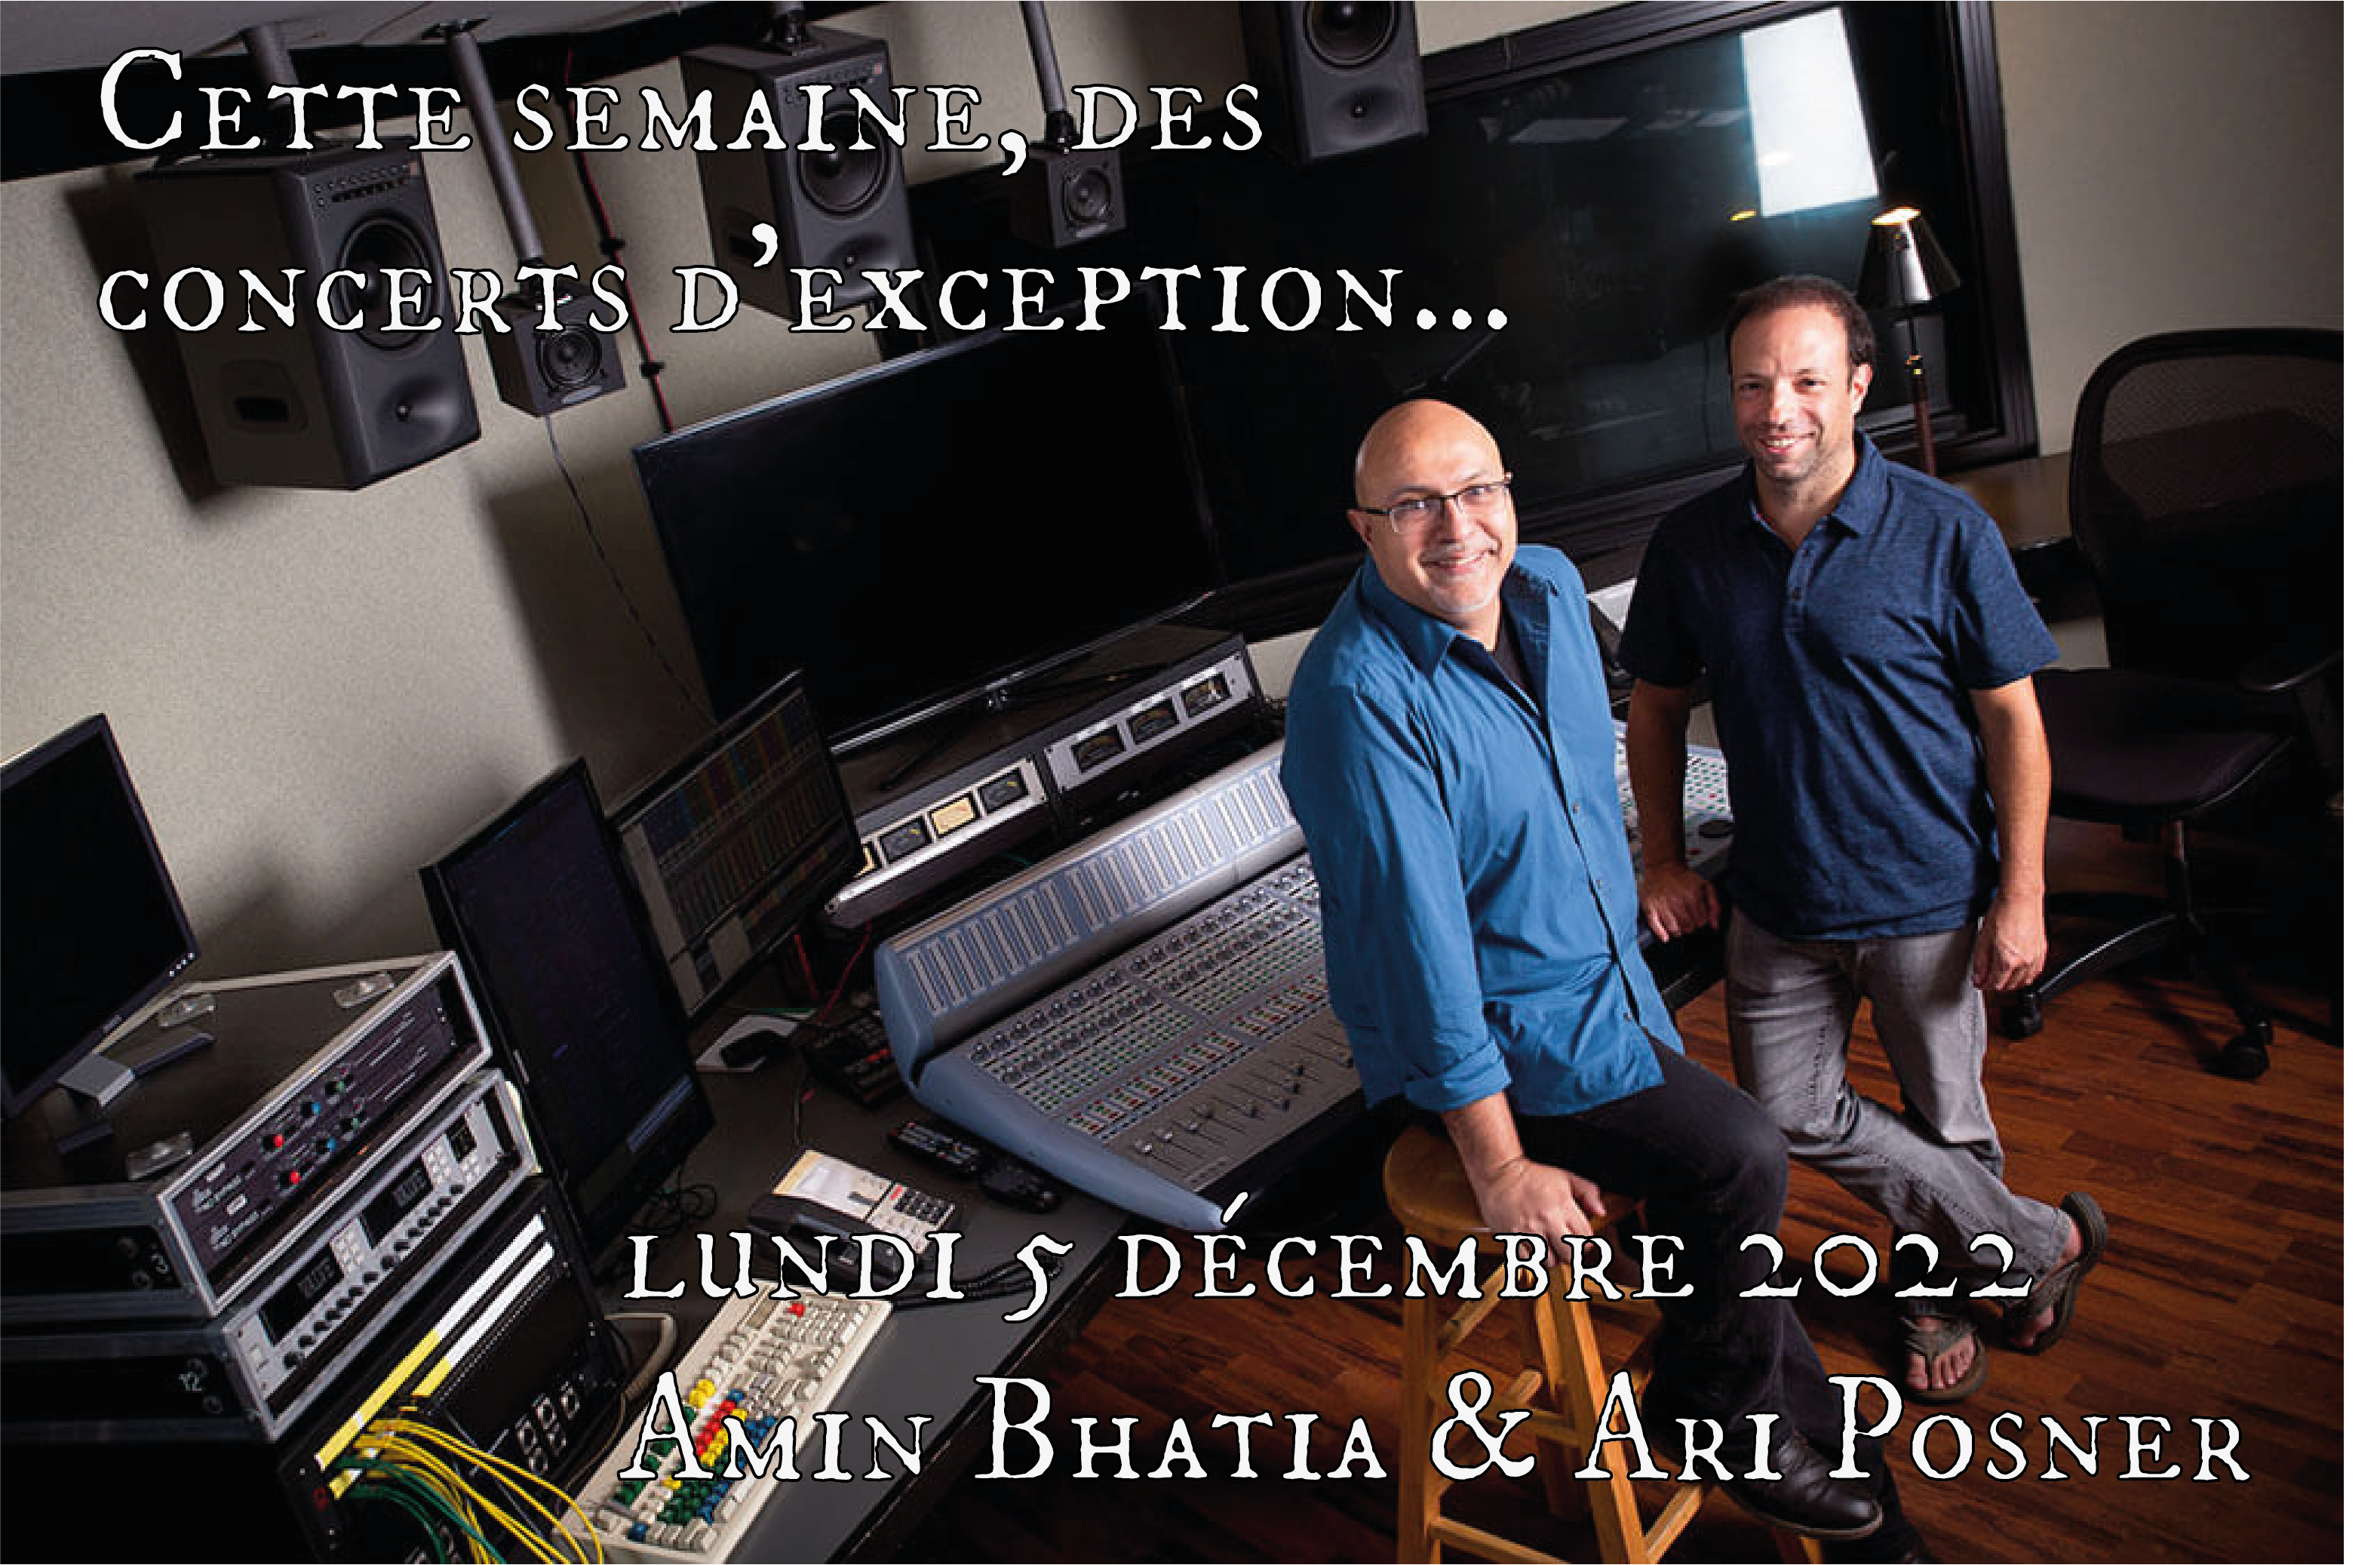 Cette semaine, des
concerts d'exception...
lundi 5 décembre 2022
Amin Bhatia & Ari Posner